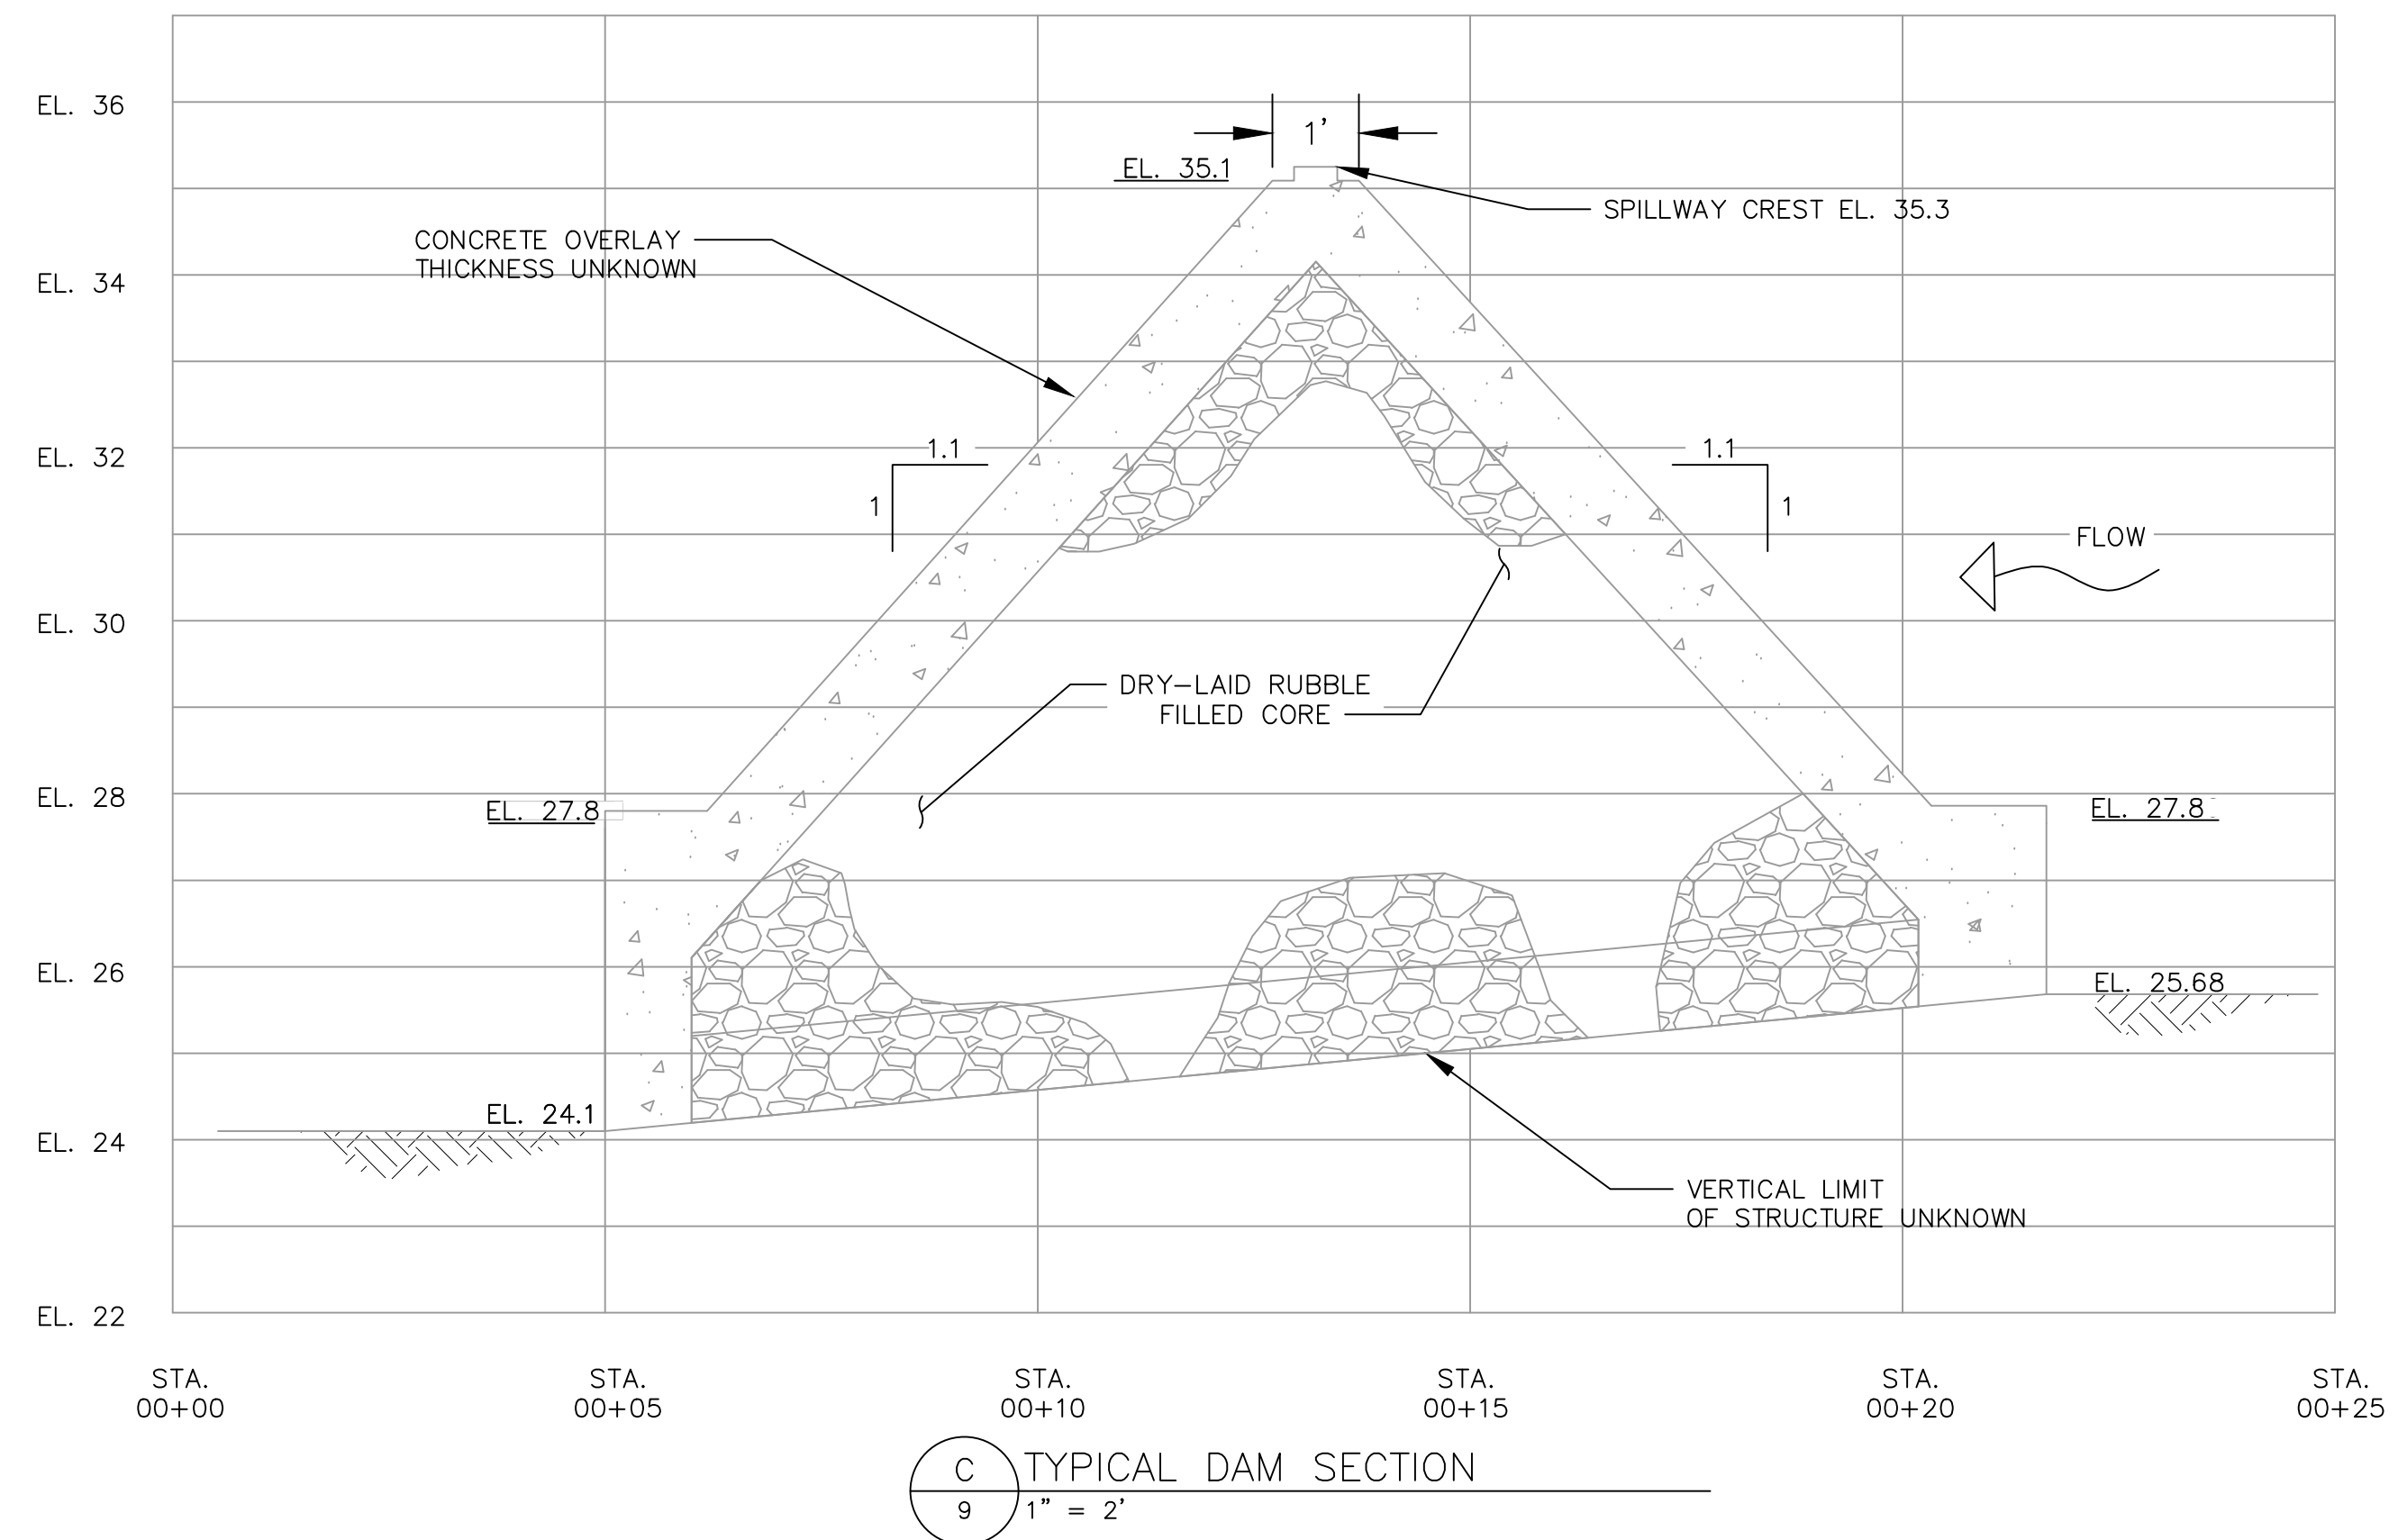 EL. 36
1’
EL. 35.1
SPILLWAY CREST EL. 35.3
CONCRETE OVERLAY
THICKNESS UNKNOWN
EL. 34
EL. 32
1.1
1
1.1
1
FLOW
EL. 30
DRY–LAID RUBBLE
FILLED CORE
EL. 28
EL. 27.8
EL. 27.8
EL. 26
EL. 25.68
EL. 24.1
EL. 24
VERTICAL LIMIT
OF STRUCTURE UNKNOWN
EL. 22
STA.
00+00
STA.
00+05
STA.
00+10
STA.
00+15
STA.
00+20
STA.
00+25
C
9
TYPICAL DAM SECTION
1” = 2’